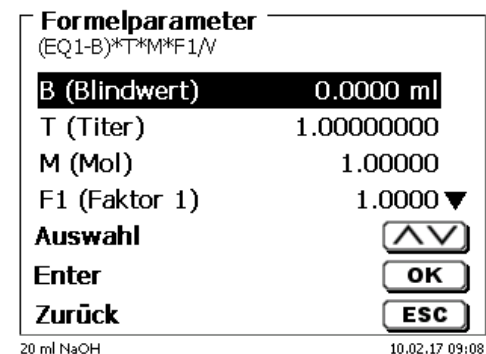 Formelparameter
(EQ1-B)*T*M*F1/V
B (Blindwert) 0.0000 ml
T (Titer) 1.00000000
M (Mol) 1.00000
F1 (Faktor 1) 1.0000
Auswahl
Enter OK
Zurück ESC
20 ml NaOH 10.02.17 09:08